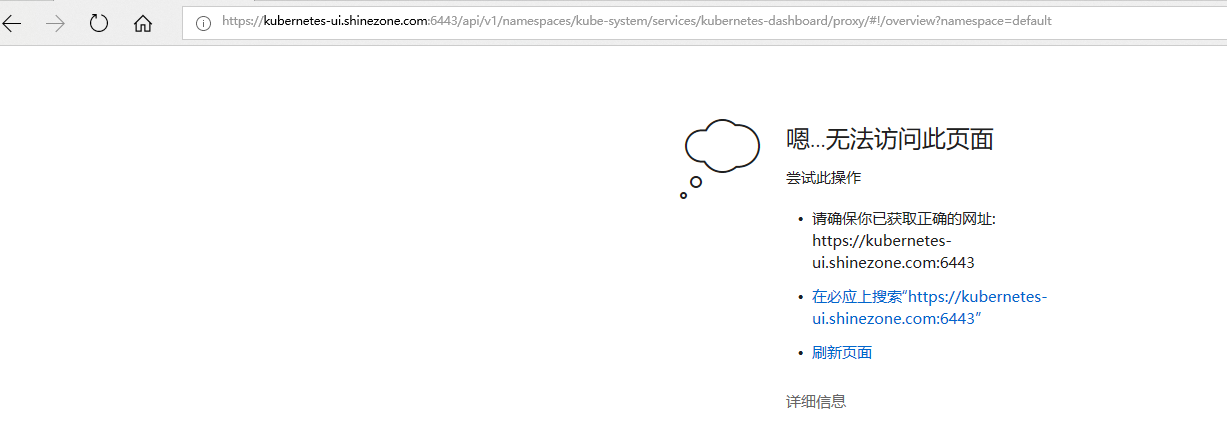 https://kubernetes-ui.shinezone.com:6443/api/v1/namespaces/kube-system/services/kubernetes-dashboard/proxy/#!/overview?namespace=default
嗯...无法访问此页面
尝试此操作
• 请确保你已获取正确的网址:
https://kubernetes-
ui.shinezone.com:6443
• 在必应上搜索“https://kubernetes-
ui.shinezone.com:6443”
• 刷新页面
详细信息